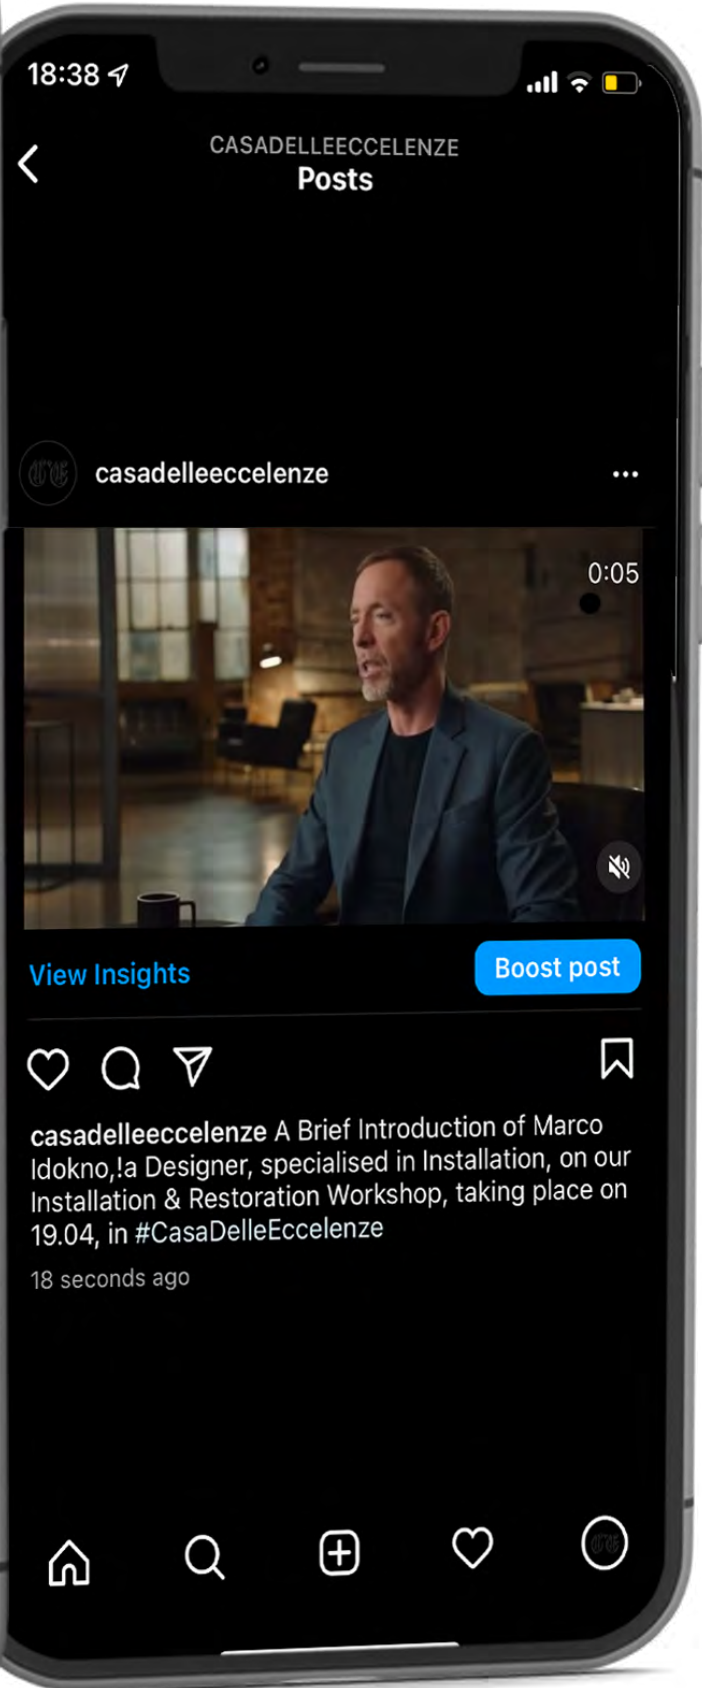 18:38
CASADELLEECCELENZE
Posts
casadelleeccelenze
0:05
View Insights
Boost post
casadelleeccelenze A Brief Introduction of Marco
Idokno,!a Designer, specialised in Installation, on our
Installation & Restoration Workshop, taking place on
19.04, in #CasaDelleEccelenze
18 seconds ago